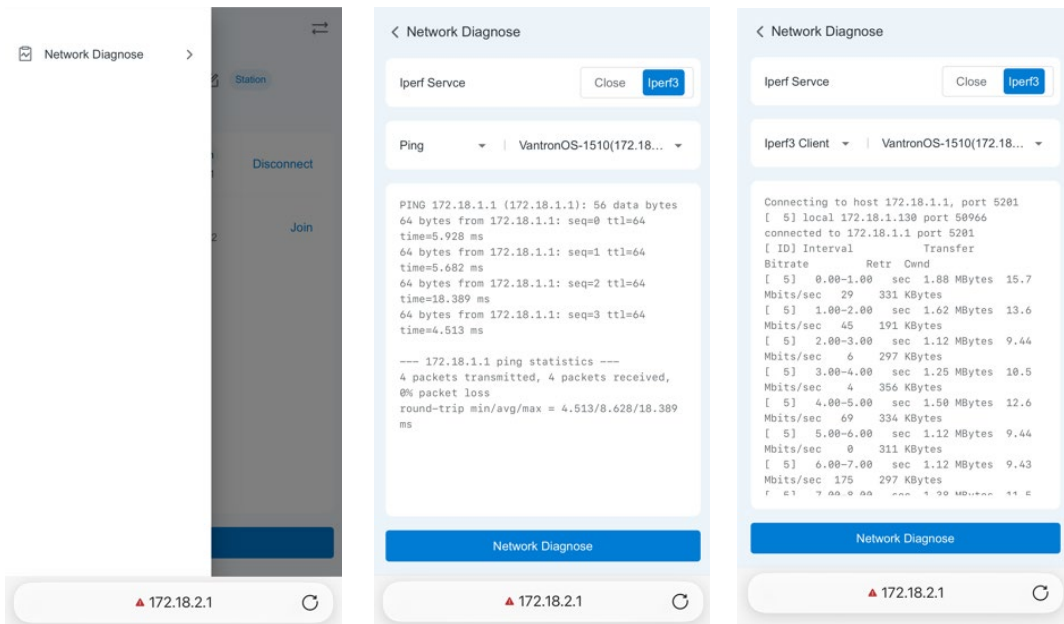 Network Diagnose
Station
Disconnect
Join
172.18.2.1
Network Diagnose
Iperf Servce
Close
Iperf3
Ping
VantronOS-1510(172.18...
PING 172.18.1.1 (172.18.1.1): 56 data bytes
64 bytes from 172.18.1.1: seq=0 ttl=64
time=5.928 ms
64 bytes from 172.18.1.1: seq=1 ttl=64
time=5.682 ms
64 bytes from 172.18.1.1: seq=2 ttl=64
time=18.389 ms
64 bytes from 172.18.1.1: seq=3 ttl=64
time=4.513 ms
--- 172.18.1.1 ping statistics ---
4 packets transmitted, 4 packets received,
0% packet loss
round-trip min/avg/max = 4.513/8.628/18.389
ms
Network Diagnose
172.18.2.1
Network Diagnose
Iperf Servce
Close
Iperf3
Iperf3 Client
VantronOS-1510(172.18...
Connecting to host 172.18.1.1, port 5201
[ 5] local 172.18.1.130 port 50966
connected to 172.18.1.1 port 5201
[ ID] Interval Transfer
Bitrate Retr Cwnd
[ 5] 0.00-1.00 sec 1.88 MBytes 15.7
Mbits/sec 29 331 KBytes
[ 5] 1.00-2.00 sec 1.62 MBytes 13.6
Mbits/sec 45 191 KBytes
[ 5] 2.00-3.00 sec 1.12 MBytes 9.44
Mbits/sec 6 297 KBytes
[ 5] 3.00-4.00 sec 1.25 MBytes 10.5
Mbits/sec 4 356 KBytes
[ 5] 4.00-5.00 sec 1.50 MBytes 12.6
Mbits/sec 69 334 KBytes
[ 5] 5.00-6.00 sec 1.12 MBytes 9.44
Mbits/sec 0 311 KBytes
[ 5] 6.00-7.00 sec 1.12 MBytes 9.43
Mbits/sec 175 297 KBytes
Network Diagnose
172.18.2.1